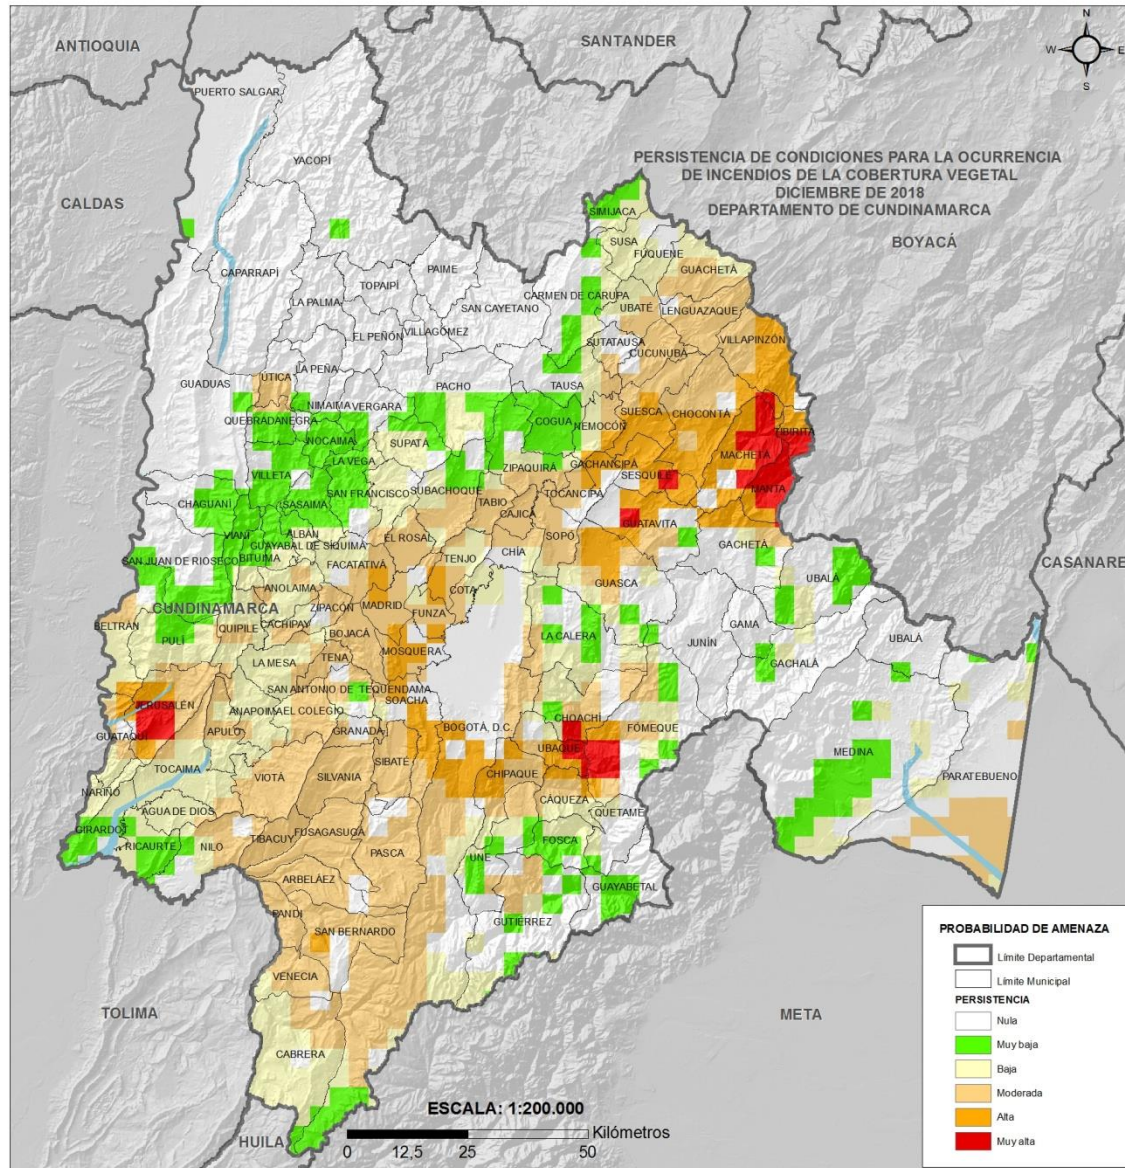 ANTIOQUIA
SANTANDER
N
W
E
S
PUERTO SALGAR
YACOPÍ
PERSISTENCIA DE CONDICIONES PARA LA OCURRENCIA
DE INCENDIOS DE LA COBERTURA VEGETAL
DICIEMBRE DE 2018
DEPARTAMENTO DE CUNDINAMARCA
CALDAS
BOYACÁ
SIMIJACA
SUSA
FÚQUENE
GUACHETÁ
CAPARRAPÍ
PAIME
TOPAIPÍ
LA PALMA
SAN CAYETANO
CARMEN DE CARUPA
UBATÉ
LENGUAZAQUE
EL PEÑÓN
VILLAGÓMEZ
SUTATAUSA
CUCUNUBÁ
VILLAPINZÓN
LA PEÑA
GUADUAS
ÚTICA
PACHO
TAUSA
NIMAIMA
VERGARA
QUEBRADANEGRA
COGUA
NEMOCÓN
SUESCA
CHOCONTÁ
TIBIRITA
NOCAIMA
SUPATÁ
LA VEGA
MACHETÁ
ZIPAQUIRÁ
GACHANCIPÁ
SESQUILÉ
VILLETA
SAN FRANCISCO
SUBACHOQUE
TOCANCIPÁ
MANTA
CHAGUANÍ
SASAIMA
TABIO
CAJICÁ
GUATAVITA
VIANÍ
ALBÁN
GUAYABAL DE SIQUIMA
EL ROSAL
SOPÓ
GACHETÁ
SAN JUAN DE RIOSECO
BITUIMA
FACATATIVÁ
TENJO
CHÍA
CASANARE
UBALÁ
GUASCA
ANOLAIMA
COTA
CUNDINAMARCA
ZIPACÓN
MADRID
FUNZA
BELTRÁN
CACHIPAY
GAMA
QUIPILE
BOJACÁ
PULÍ
LA CALERA
JUNÍN
UBALÁ
MOSQUERA
LA MESA
TENA
GACHALÁ
SAN ANTONIO DE TEQUENDAMA
JERUSALÉN
SOACHA
ANAPOIMA
EL COLEGIO
CHOACHÍ
GUATAQUÍ
APULO
GRANADA
BOGOTÁ, D.C.
FÓMEQUE
UBAQUE
MEDINA
SIBATÉ
TOCAIMA
VIOTÁ
SILVANIA
CHIPAQUE
PARATEBUENO
NARIÑO
CÁQUEZA
AGUA DE DIOS
QUETAME
GIRARDOT
TIBACUY
FUSAGASUGÁ
FOSCA
RICAURTE
NILO
PASCA
UNE
ARBELÁEZ
GUAYABETAL
PANDI
GUTIÉRREZ
SAN BERNARDO
VENECIA
TOLIMA
META
CABRERA
HUILA
ESCALA: 1:200.000
Kilómetros
0 12,5 25 50
PROBABILIDAD DE AMENAZA
Límite Departamental
Límite Municipal
PERSISTENCIA
Nula
Muy baja
Baja
Moderada
Alta
Muy alta